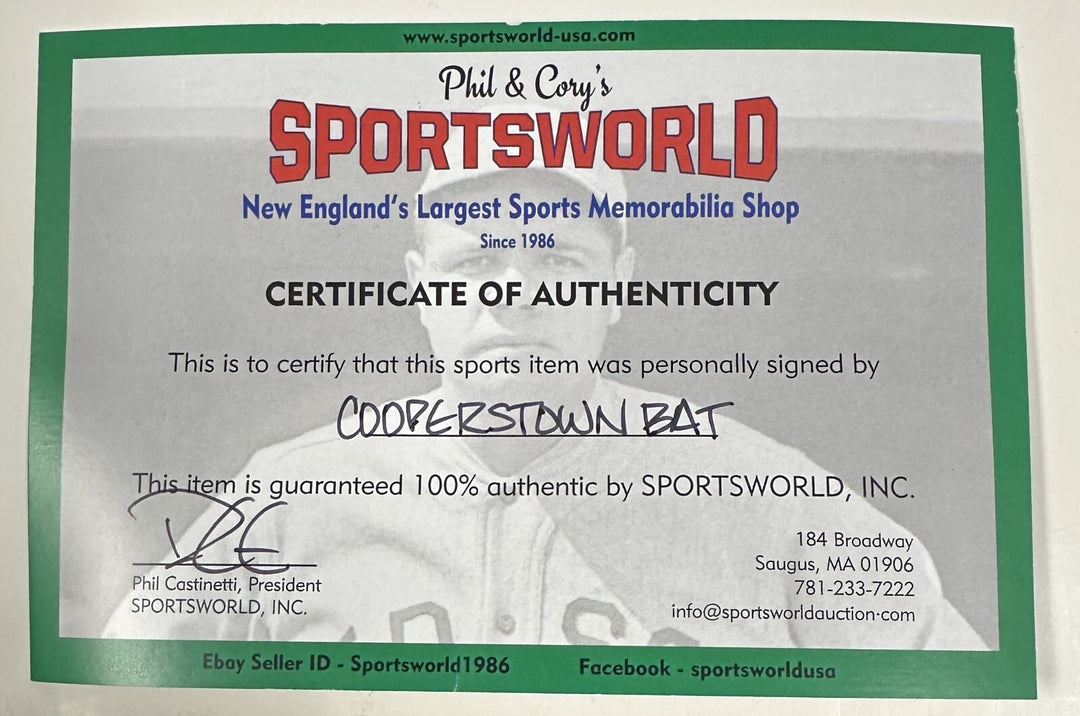 www.sportsworld-usa.com
Phil & Cory's
SPORTSWORLD
New England's Largest Sports Memorabilia Shop
Since 1986
CERTIFICATE OF AUTHENTICITY
This is to certify that this sports item was personally signed by
COOPERSTOWN BAT
This item is guaranteed 100% authentic by SPORTSWORLD, INC.
Phil Castinetti, President
SPORTSWORLD, INC.
184 Broadway
Saugus, MA 01906
781-233-7222
info@sportsworldauction·com
Ebay Seller ID - Sportsworld1986
Facebook - sportsworldusa